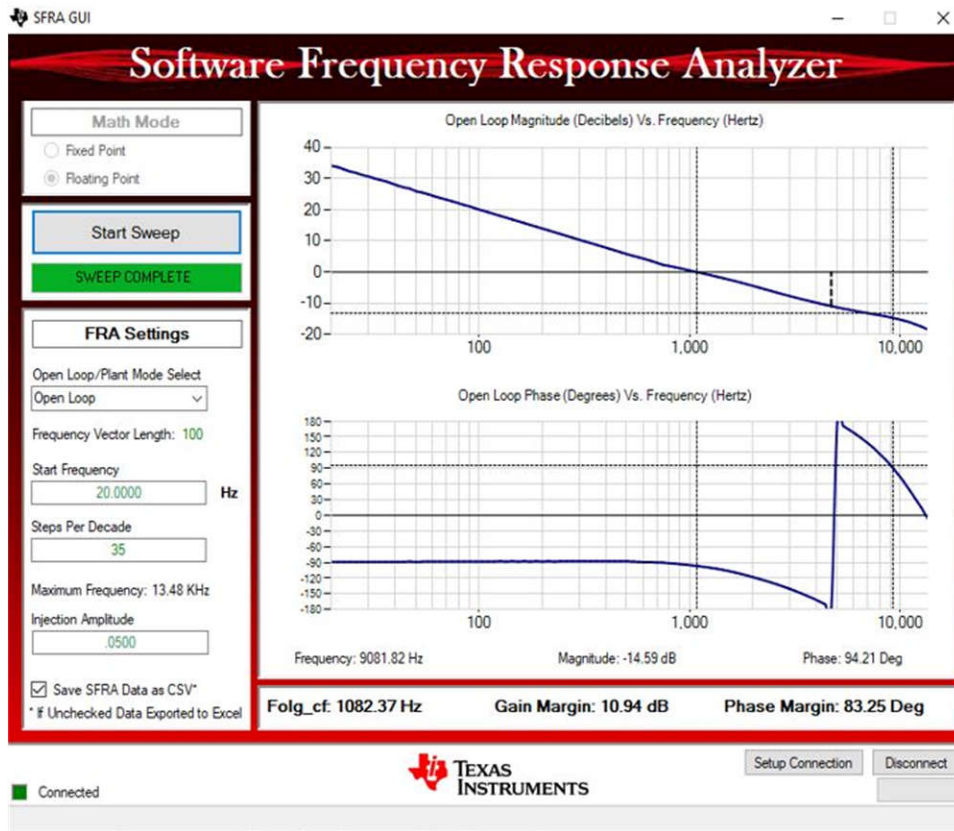 SFRA GUI
Software Frequency Response Analyzer
Math Mode
Fixed Point
Floating Point
Start Sweep
SWEEP COMPLETE
FRA Settings
Open Loop/Plant Mode Select
Open Loop
Frequency Vector Length: 100
Start Frequency
20.0000 Hz
Steps Per Decade
35
Maximum Frequency: 13.48 KHz
Injection Amplitude
.0500
Save SFRA Data as CSV*
* If Unchecked Data Exported to Excel
Open Loop Magnitude (Decibels) Vs. Frequency (Hertz)
40
30
20
10
0
-10
-20
100 1,000 10,000
Open Loop Phase (Degrees) Vs. Frequency (Hertz)
180
150
120
90
60
30
0
-30
-60
-90
-120
-150
-180
100 1,000 10,000
Frequency: 9081.82 Hz Magnitude: -14.59 dB Phase: 94.21 Deg
Folg_cf: 1082.37 Hz Gain Margin: 10.94 dB Phase Margin: 83.25 Deg
Connected
TEXAS
INSTRUMENTS
Setup Connection Disconnect